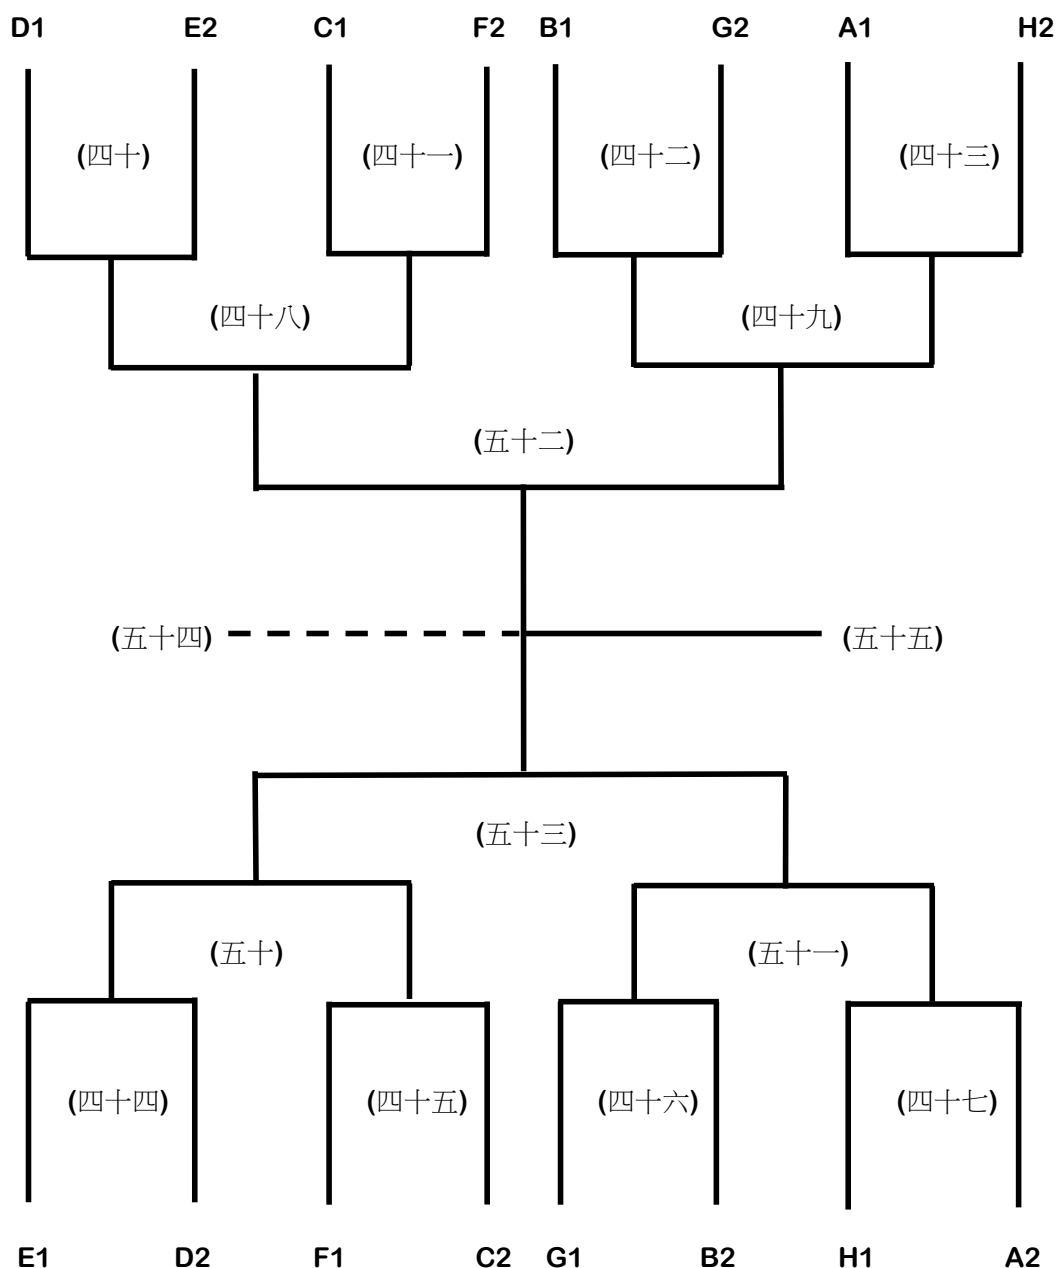 D1 E2 C1 F2 B1 G2 A1 H2
(四十) (四十一) (四十二) (四十三)
(四十八) (四十九)
(五十二)
(五十四) (五十五)
(五十三)
(五十) (五十一)
(四十四) (四十五) (四十六) (四十七)
E1 D2 F1 C2 G1 B2 H1 A2